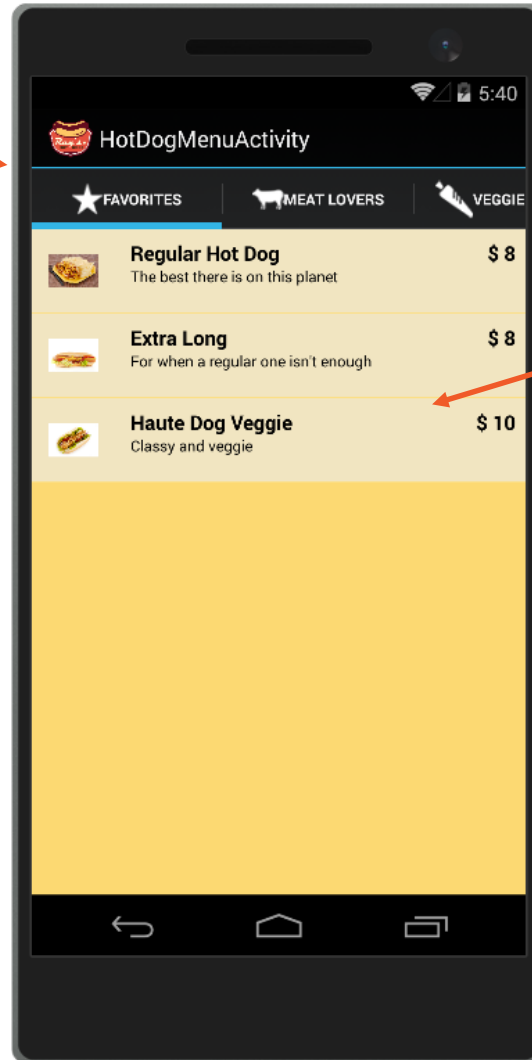 5:40
HotDogMenuActivity
FAVORITES
MEAT LOVERS
VEGGIE
Regular Hot Dog
$ 8
The best there is on this planet
Extra Long
$ 8
For when a regular one isn't enough
Haute Dog Veggie
$ 10
Classy and veggie